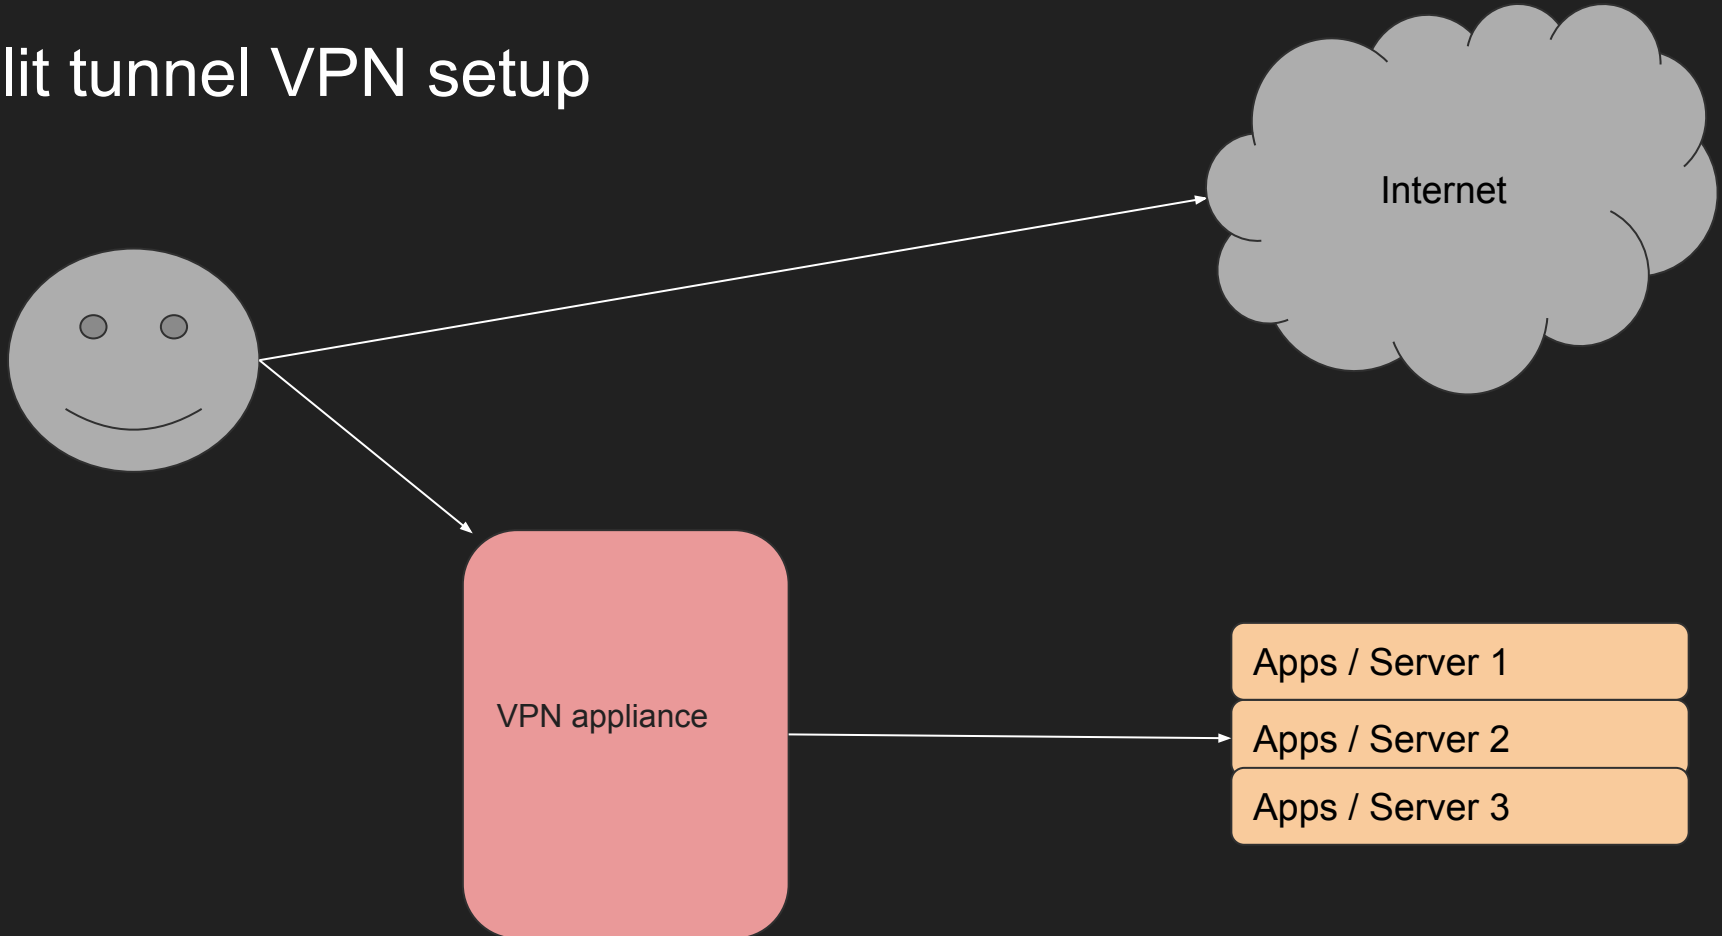 lit tunnel VPN setup
Internet
VPN appliance
Apps / Server 1
Apps / Server 2
Apps / Server 3